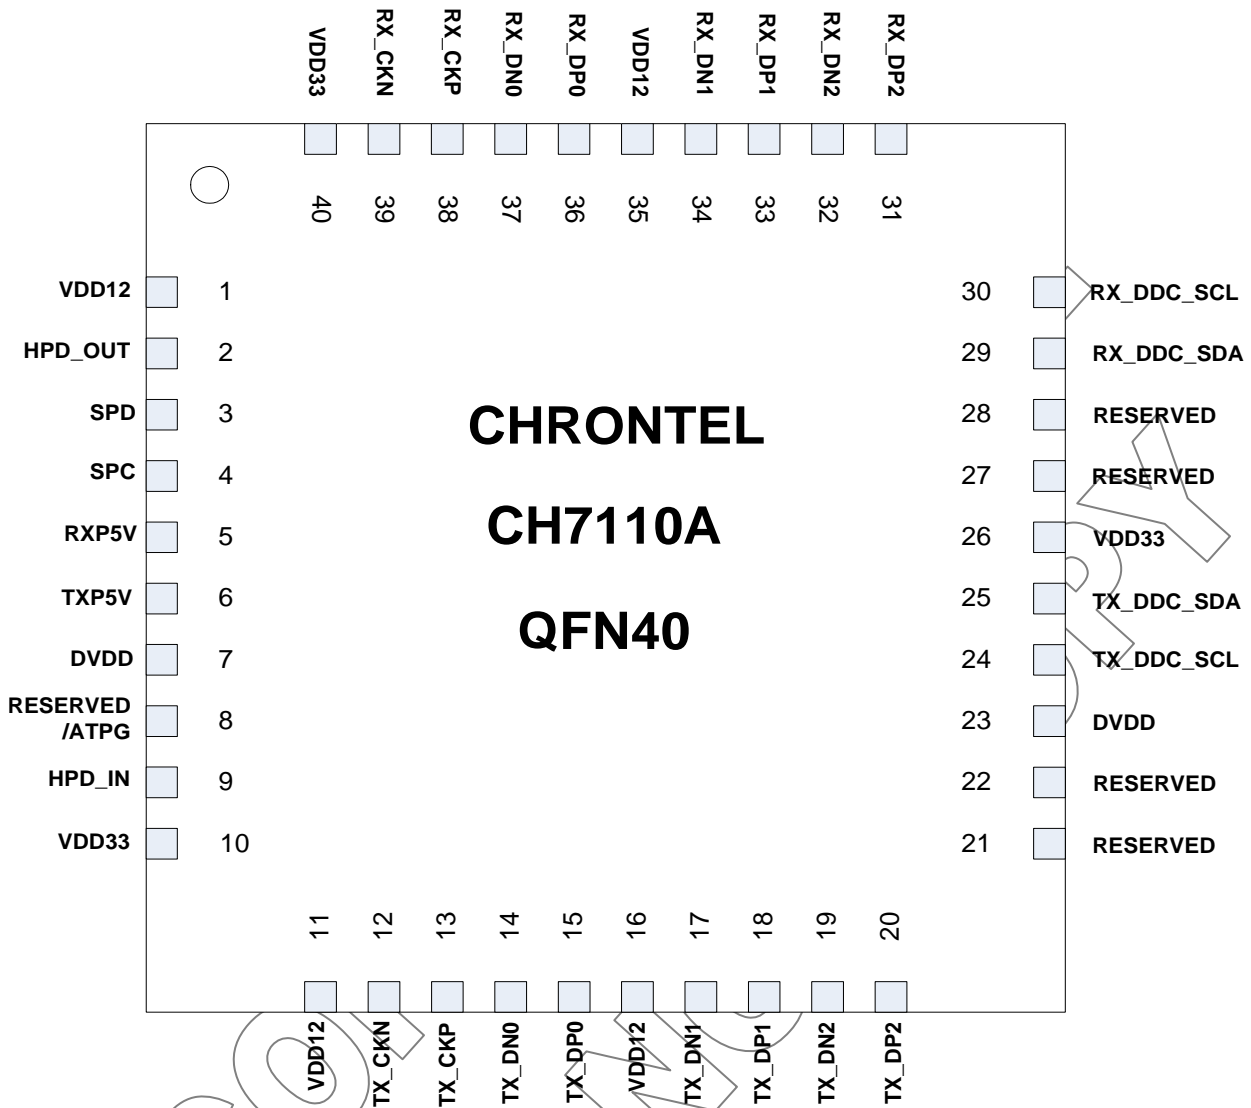 VDD33
RX_CKN
RX_CKP
RX_DN0
RX_DP0
VDD12
RX_DN1
RX_DP1
RX_DN2
RX_DP2
40
39
38
37
36
35
34
33
32
31
VDD12 1
HPD_OUT 2
SPD 3
SPC 4
RXP5V 5
TXP5V 6
DVDD 7
RESERVED
/ATPG 8
HPD_IN 9
VDD33 10
CHRONTEL
CH7110A
QFN40
30 RX_DDC_SCL
29 RX_DDC_SDA
28 RESERVED
27 RESERVED
26 VDD33
25 TX_DDC_SDA
24 TX_DDC_SCL
23 DVDD
22 RESERVED
21 RESERVED
11
12
13
14
15
16
17
18
19
20
VDD12
TX_CKN
TX_CKP
TX_DN0
TX_DP0
VDD12
TX_DN1
TX_DP1
TX_DN2
TX_DP2